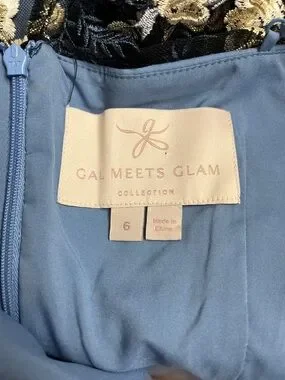 GAL MEETS GLAM
COLLECTION
6
Made in
China